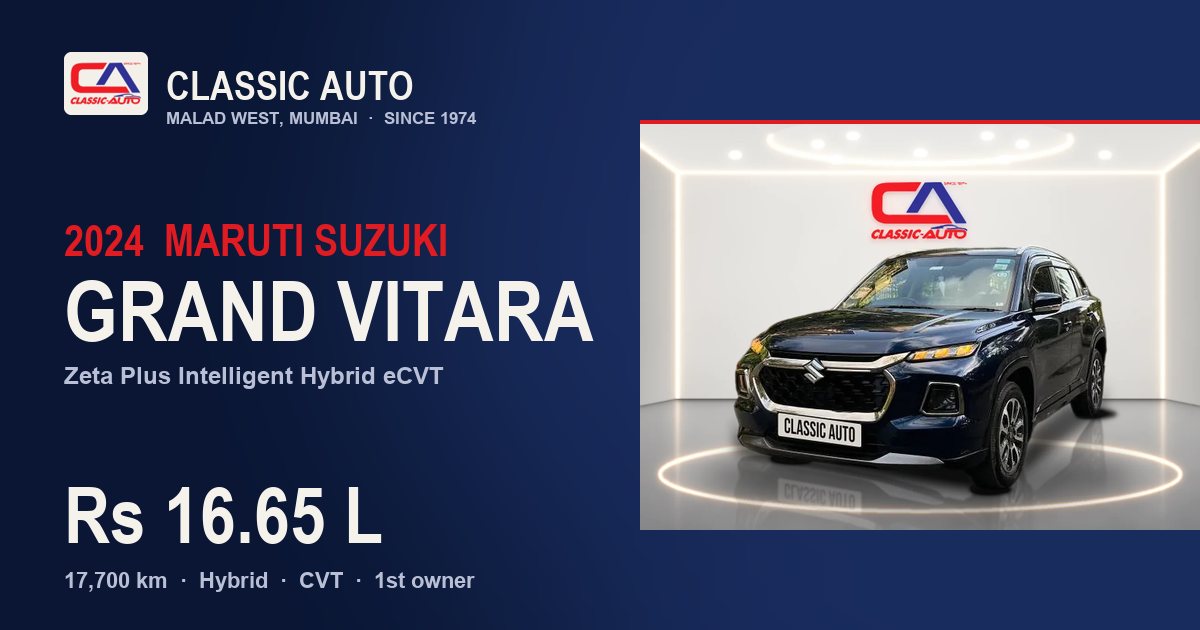 CA
CLASSIC-AUTO
CLASSIC AUTO
MALAD WEST, MUMBAI · SINCE 1974
2024 MARUTI SUZUKI
GRAND VITARA
Zeta Plus Intelligent Hybrid eCVT
Rs 16.65 L
17,700 km · Hybrid · CVT · 1st owner
CA
CLASSIC-AUTO
CLASSIC AUTO